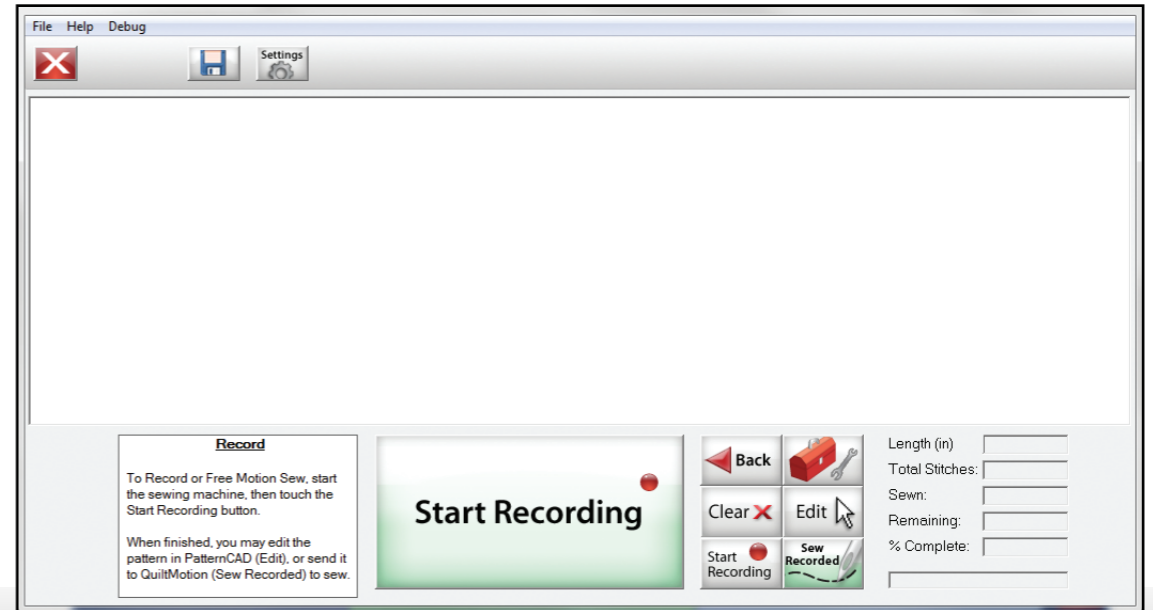 File Help Debug
Settings
Record
To Record or Free Motion Sew, start
the sewing machine, then touch the
Start Recording button.
When finished, you may edit the
pattern in PatternCAD (Edit), or send it
to QuiltMotion (Sew Recorded) to sew.
Start Recording
Back
Clear
Edit
Start
Recording
Sew
Recorded
Length (in)
Total Stitches:
Sewn:
Remaining:
% Complete: